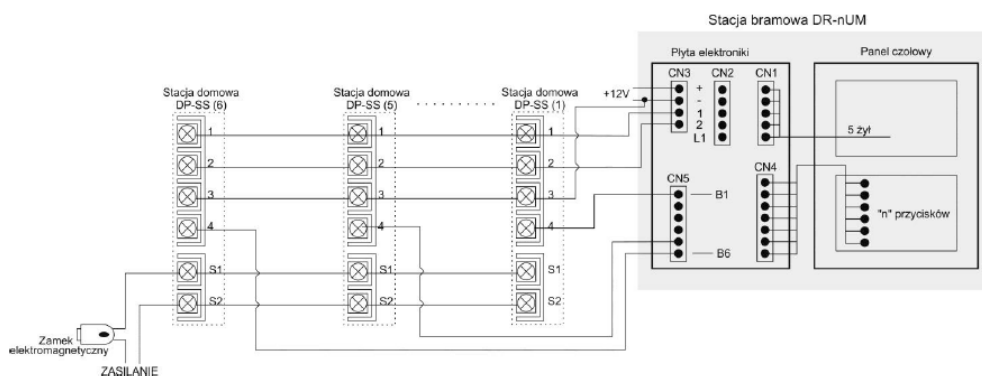 Stacja bramowa DR-nUM
Płyta elektroniki
Panel czołowy
CN3
CN2
CN1
+
-
1
2
L1
+12V
5 żył
Stacja domowa
DP-SS (6)
Stacja domowa
DP-SS (5)
Stacja domowa
DP-SS (1)
1
2
3
4
S1
S2
1
2
3
4
S1
S2
1
2
3
4
S1
S2
CN5
B1
B6
CN4
"n" przycisków
Zamek
elektromagnetyczny
ZASILANIE